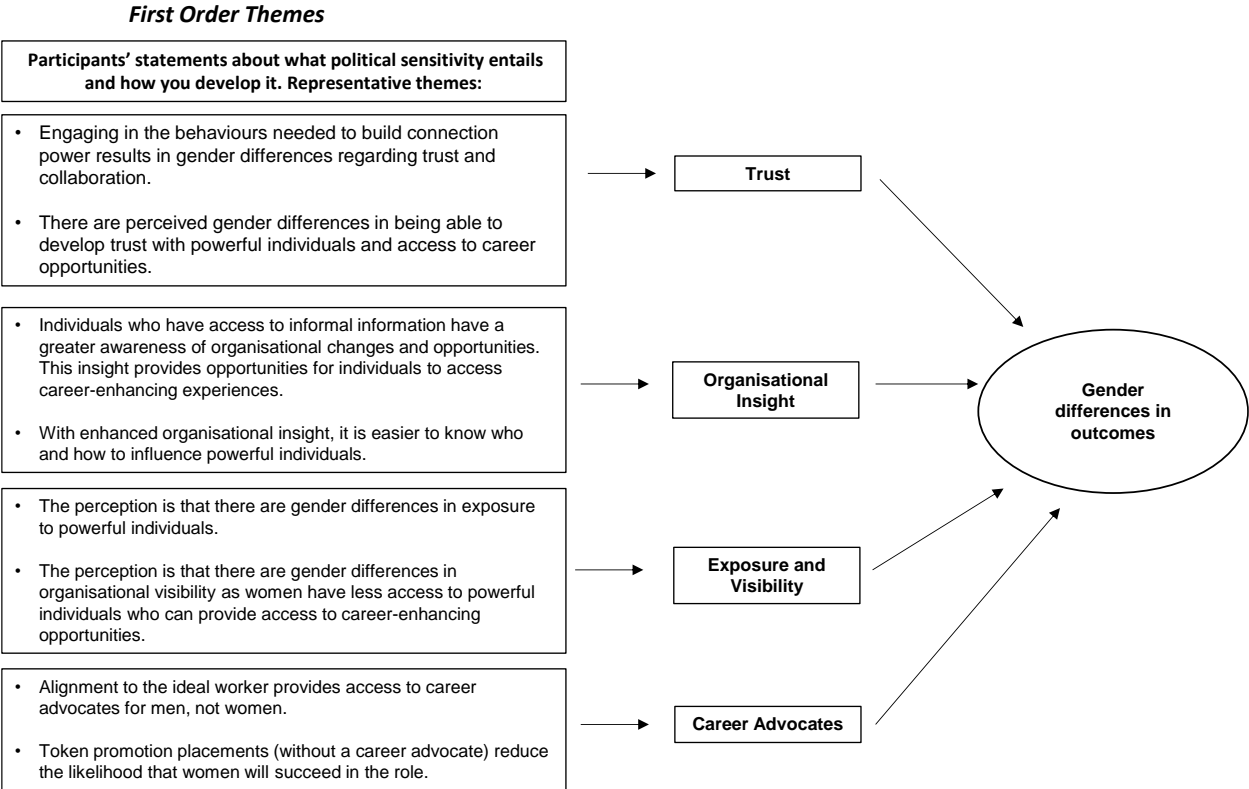 First Order Themes
Participants’ statements about what political sensitivity entails
and how you develop it. Representative themes:
• Engaging in the behaviours needed to build connection
power results in gender differences regarding trust and
collaboration.
• There are perceived gender differences in being able to
develop trust with powerful individuals and access to career
opportunities.
Trust
• Individuals who have access to informal information have a
greater awareness of organisational changes and opportunities.
This insight provides opportunities for individuals to access
career-enhancing experiences.
• With enhanced organisational insight, it is easier to know who
and how to influence powerful individuals.
Organisational
Insight
• The perception is that there are gender differences in exposure
to powerful individuals.
• The perception is that there are gender differences in
organisational visibility as women have less access to powerful
individuals who can provide access to career-enhancing
opportunities.
Exposure and
Visibility
• Alignment to the ideal worker provides access to career
advocates for men, not women.
• Token promotion placements (without a career advocate) reduce
the likelihood that women will succeed in the role.
Career Advocates
Gender
differences in
outcomes